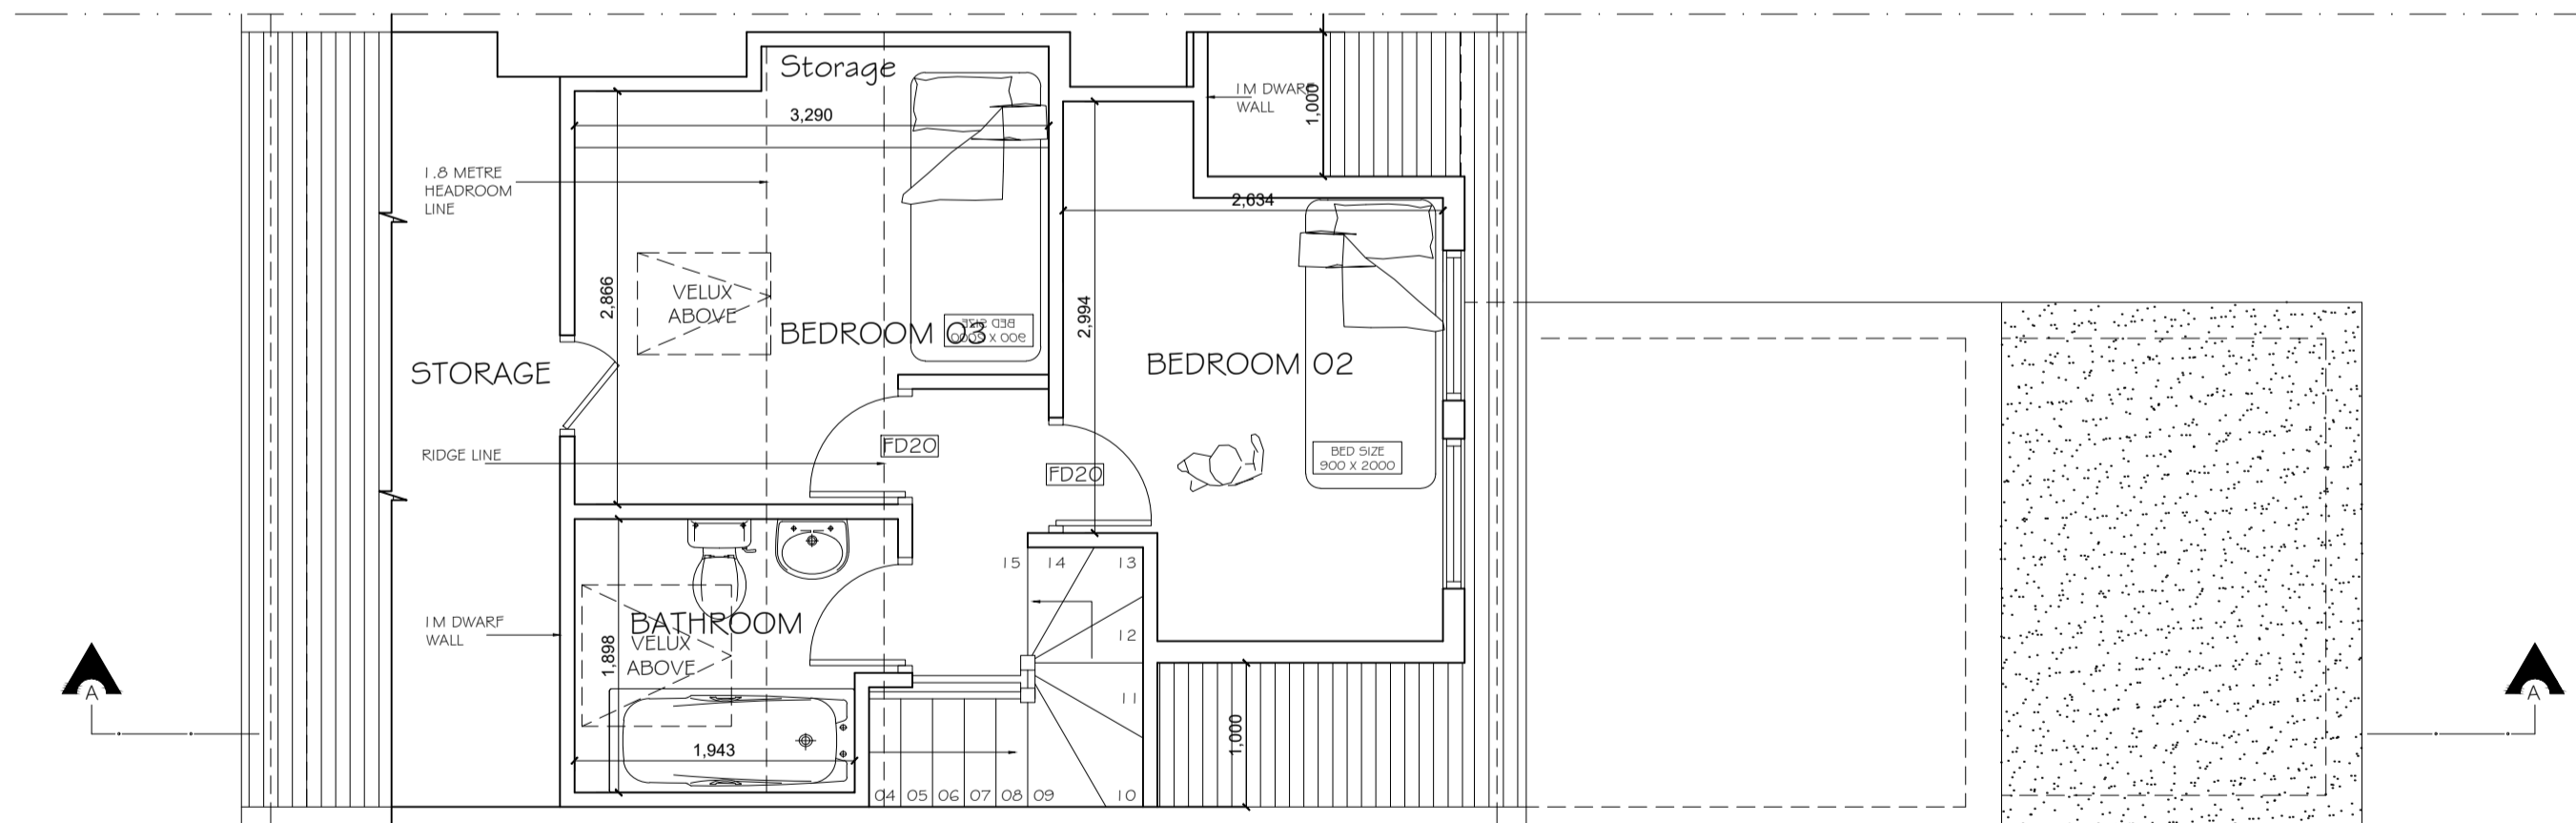 Storage
3,290
1M DWARF
WALL
1,000
1.8 METRE
HEADROOM
LINE
2,634
2,866
VELUX
ABOVE
BEDROOM 03
BED SIZE
900 X 2000
2,994
BEDROOM 02
STORAGE
FD20
RIDGE LINE
FD20
BED SIZE
900 X 2000
15
14
13
1M DWARF
WALL
BATHROOM
VELUX
ABOVE
1,898
12
11
A
A
1,943
1,000
04
05
06
07
08
09
10